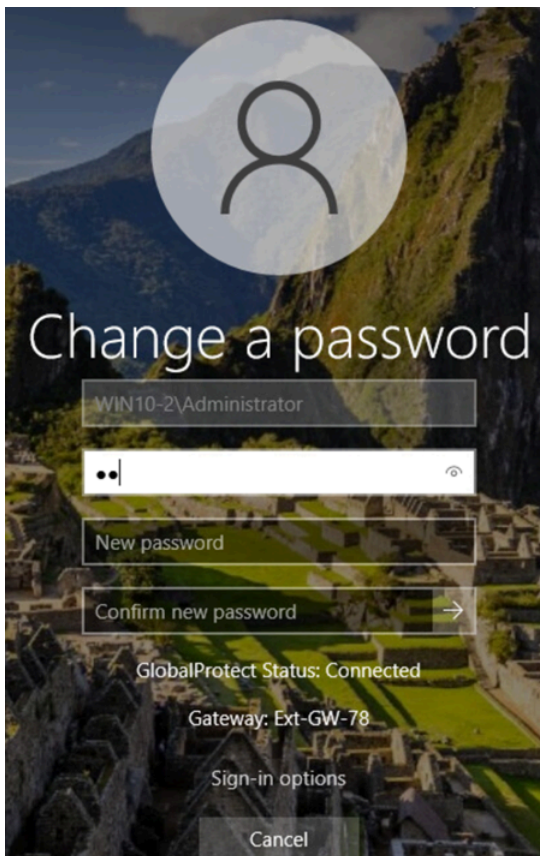 Change a password
WIN10-2\Administrator
New password
Confirm new password
GlobalProtect Status: Connected
Gateway: Ext-GW-78
Sign-in options
Cancel